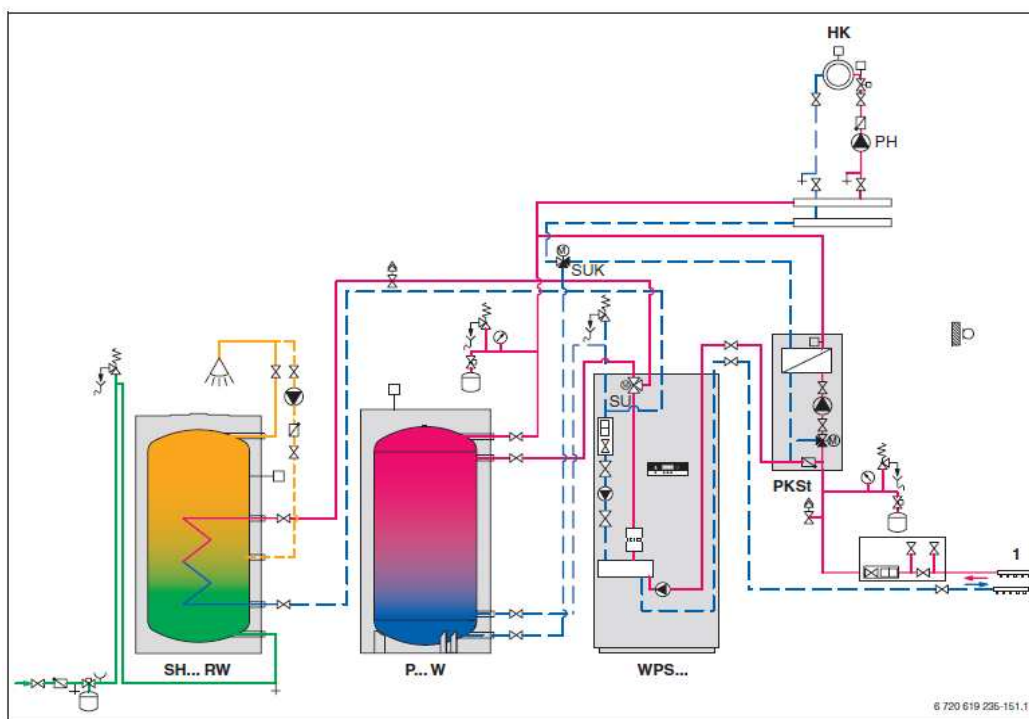 HK
PH
M
SUK
M
SU
M
PKSt
1
SH... RW
P... W
WPS...
6 720 619 235-151.1